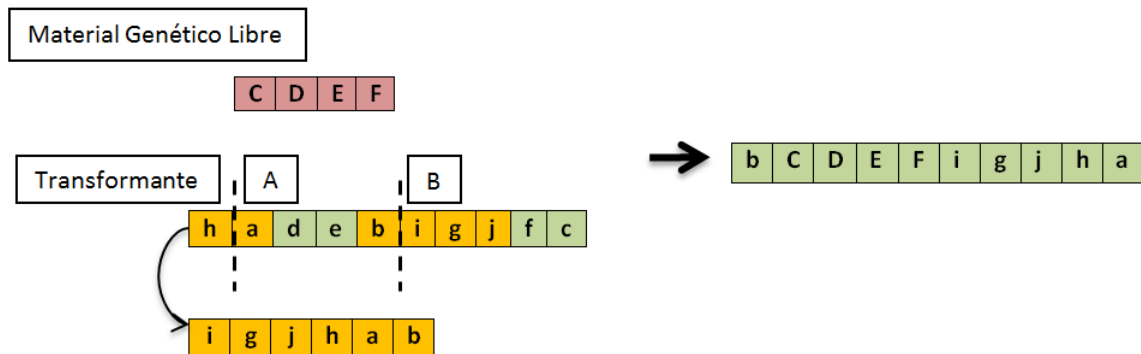 Material Genético Libre
C D E F
Transformante A B
h a d e b i g j f c
i g j h a b
b C D E F i g j h a